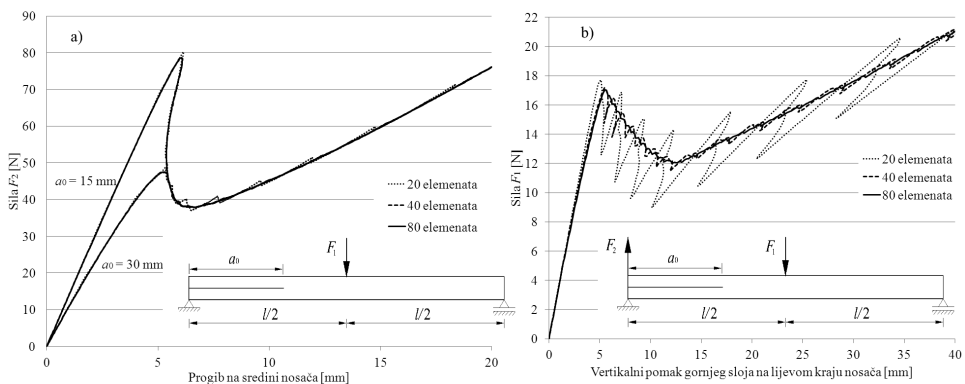 a)
Sila F2 [N]
90
80
70
60
50
40
30
20
10
0
0
5
10
15
20
Progib na sredini nosača [mm]
a0 = 15 mm
a0 = 30 mm
20 elemenata
40 elemenata
80 elemenata
F1
a0
l/2
l/2
b)
Sila F1 [N]
22
20
18
16
14
12
10
8
6
4
2
0
0
5
10
15
20
25
30
35
40
Vertikalni pomak gornjeg sloja na lijevom kraju nosača [mm]
20 elemenata
40 elemenata
80 elemenata
F2
a0
F1
l/2
l/2